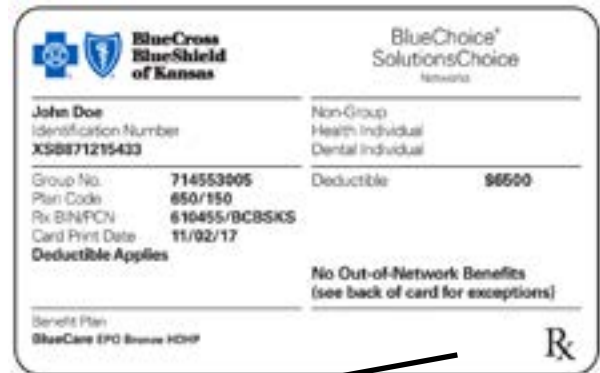 BlueCross
BlueShield
of Kansas
BlueChoice®
SolutionsChoice
Networks
John Doe
Identification Number
XSB871215433
Non-Group
Health Individual
Dental Individual
Group No. 714553005
Plan Code 650/150
Rx BIN/PCN 610455/BCBSKS
Card Print Date 11/02/17
Deductible Applies
Deductible $6500
No Out-of-Network Benefits
(see back of card for exceptions)
Benefit Plan
BlueCare EPO Bronze HDHP
Rx